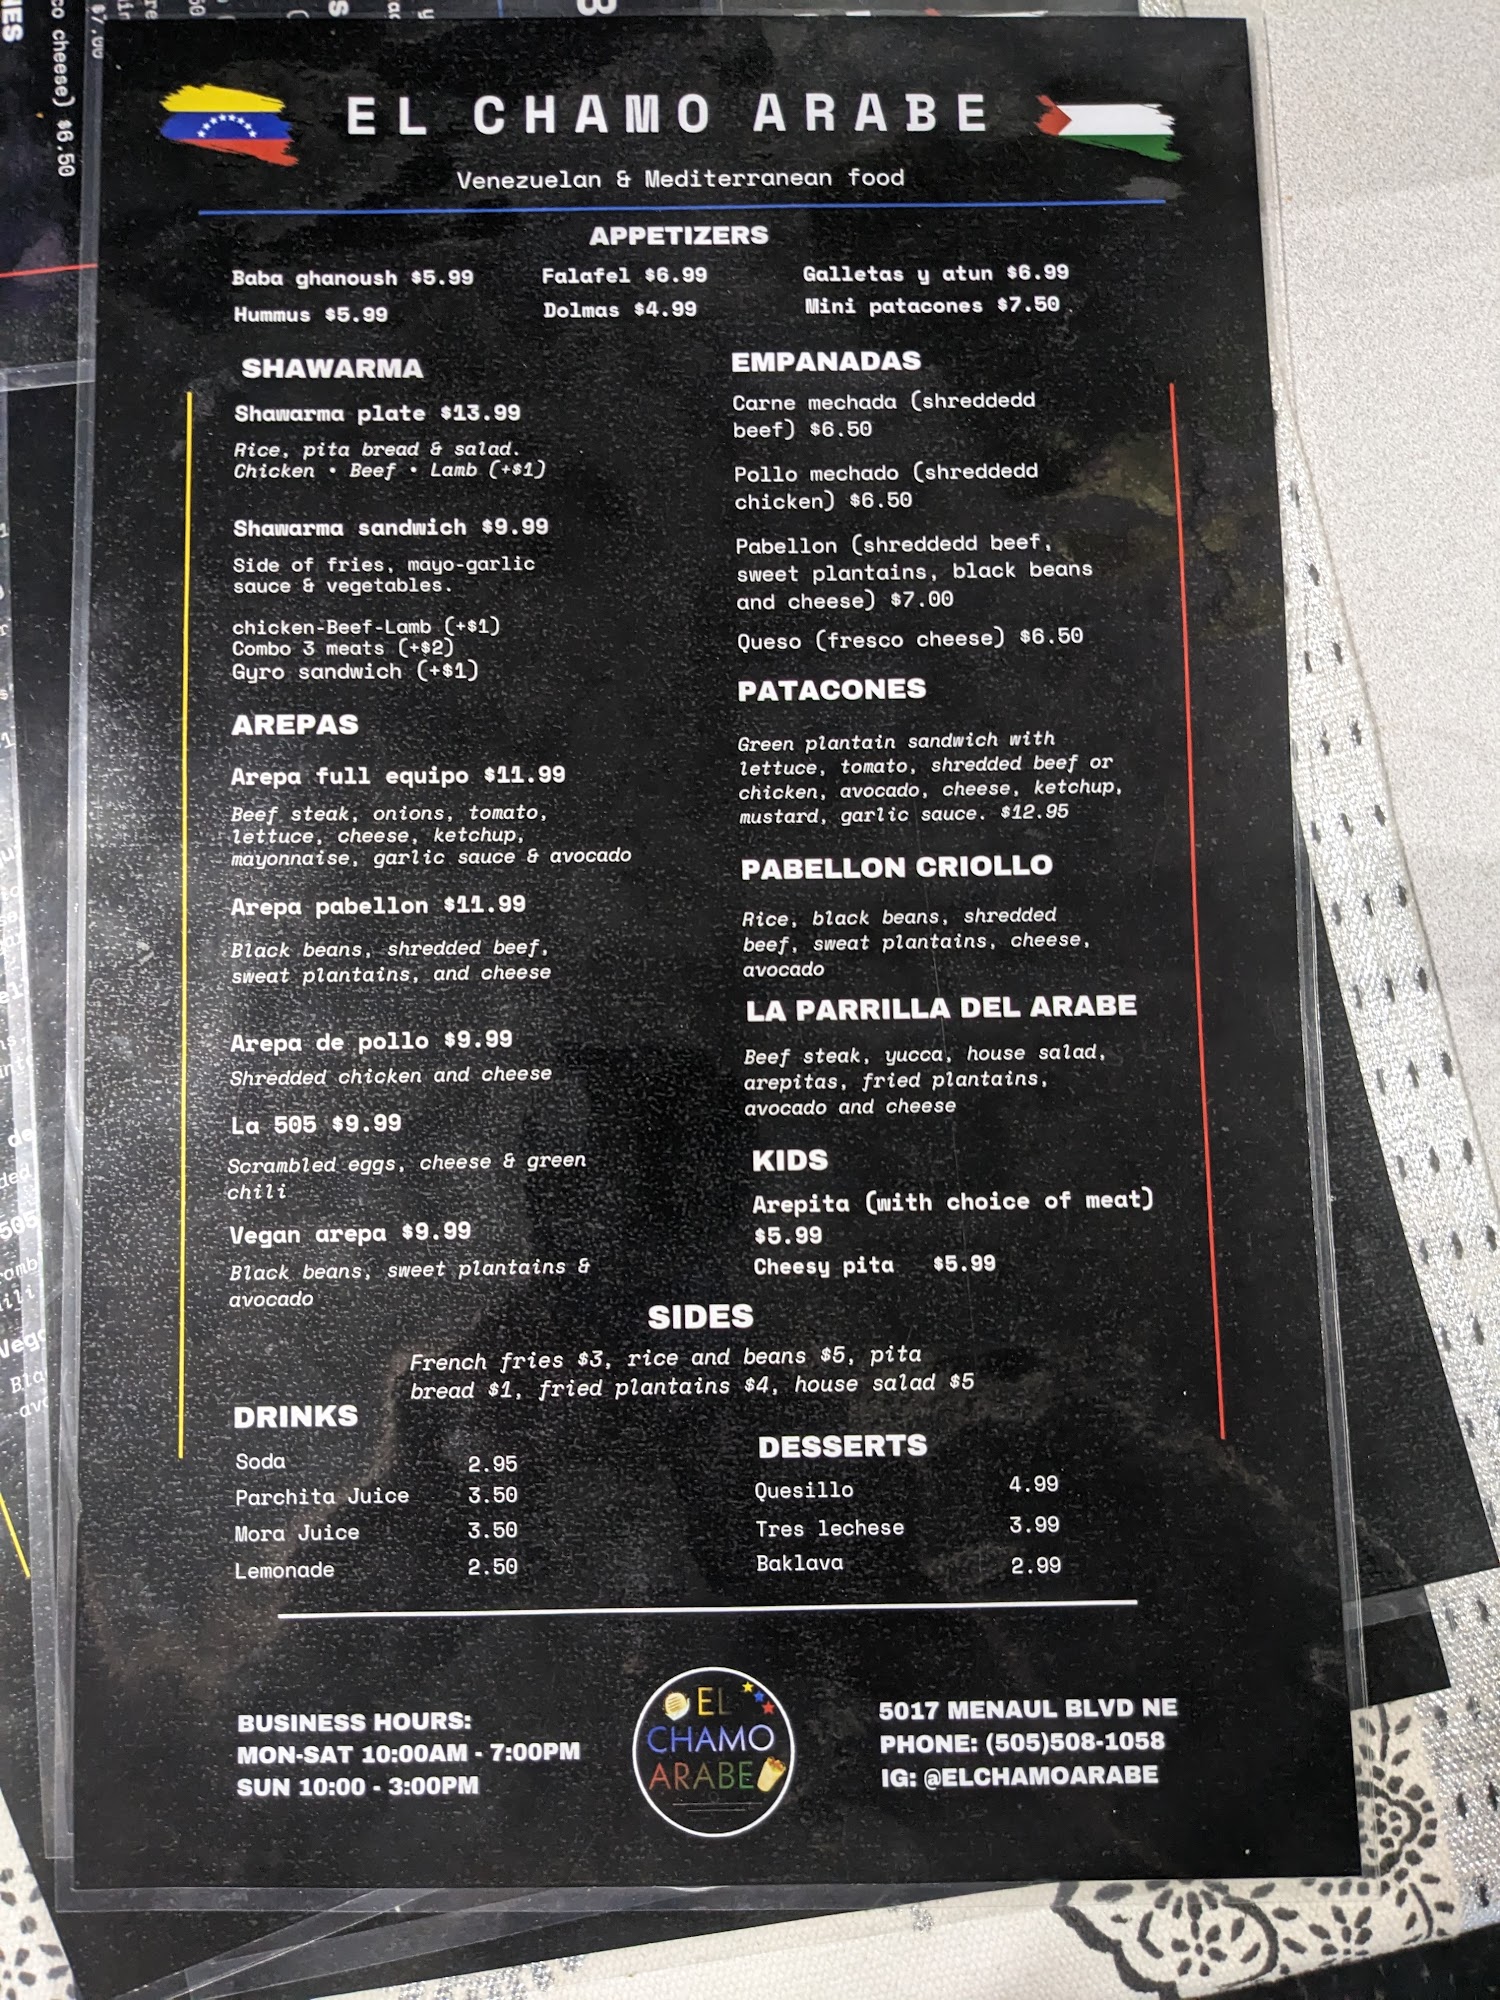 EL CHAMO ARABE
Venezuelan & Mediterranean food
APPETIZERS
Baba ghanoush $5.99
Falafel $6.99
Galletas y atun $6.99
Hummus $5.99
Dolmas $4.99
Mini patacones $7.50
SHAWARMA
Shawarma plate $13.99
Rice, pita bread & salad.
Chicken • Beef • Lamb (+$1)
Shawarma sandwich $9.99
Side of fries, mayo-garlic
sauce & vegetables.
chicken-Beef-Lamb (+$1)
Combo 3 meats (+$2)
Gyro sandwich (+$1)
AREPAS
Arepa full equipo $11.99
Beef steak, onions, tomato,
lettuce, cheese, ketchup,
mayonnaise, garlic sauce & avocado
Arepa pabellon $11.99
Black beans, shredded beef,
sweat plantains, and cheese
Arepa de pollo $9.99
Shredded chicken and cheese
La 505 $9.99
Scrambled eggs, cheese & green
chili
Vegan arepa $9.99
Black beans, sweet plantains &
avocado
EMPANADAS
Carne mechada (shreddedd
beef) $6.50
Pollo mechado (shreddedd
chicken) $6.50
Pabellon (shreddedd beef,
sweet plantains, black beans
and cheese) $7.00
Queso (fresco cheese) $6.50
PATACONES
Green plantain sandwich with
lettuce, tomato, shredded beef or
chicken, avocado, cheese, ketchup,
mustard, garlic sauce. $12.95
PABELLON CRIOLLO
Rice, black beans, shredded
beef, sweat plantains, cheese,
avocado
LA PARRILLA DEL ARABE
Beef steak, yucca, house salad,
arepitas, fried plantains,
avocado and cheese
KIDS
Arepita (with choice of meat)
$5.99
Cheesy pita $5.99
SIDES
French fries $3, rice and beans $5, pita
bread $1, fried plantains $4, house salad $5
DRINKS
Soda 2.95
Parchita Juice 3.50
Mora Juice 3.50
Lemonade 2.50
DESSERTS
Quesillo 4.99
Tres lechese 3.99
Baklava 2.99
BUSINESS HOURS:
MON-SAT 10:00AM - 7:00PM
SUN 10:00 - 3:00PM
EL
CHAMO
ARABE
5017 MENAUL BLVD NE
PHONE: (505)508-1058
IG: @ELCHAMOARABE
cheese) $6.50
$7.00